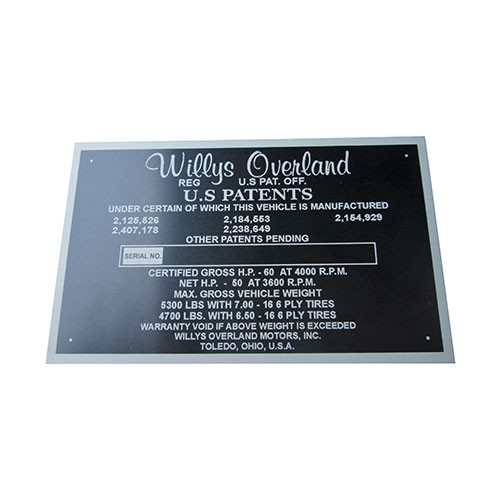 Willys Overland
REG U.S PAT. OFF.
U.S PATENTS
UNDER CERTAIN OF WHICH THIS VEHICLE IS MANUFACTURED
2,125,526 2,184,553 2,154,929
2,407,178 2,238,649
OTHER PATENTS PENDING
SERIAL NO.
CERTIFIED GROSS H.P. - 60 AT 4000 R.P.M.
NET H.P. - 50 AT 3600 R.P.M.
MAX. GROSS VEHICLE WEIGHT
5300 LBS WITH 7.00 - 16 6 PLY TIRES
4700 LBS. WITH 6.50 - 16 6 PLY TIRES
WARRANTY VOID IF ABOVE WEIGHT IS EXCEEDED
WILLYS OVERLAND MOTORS, INC.
TOLEDO, OHIO, U.S.A.